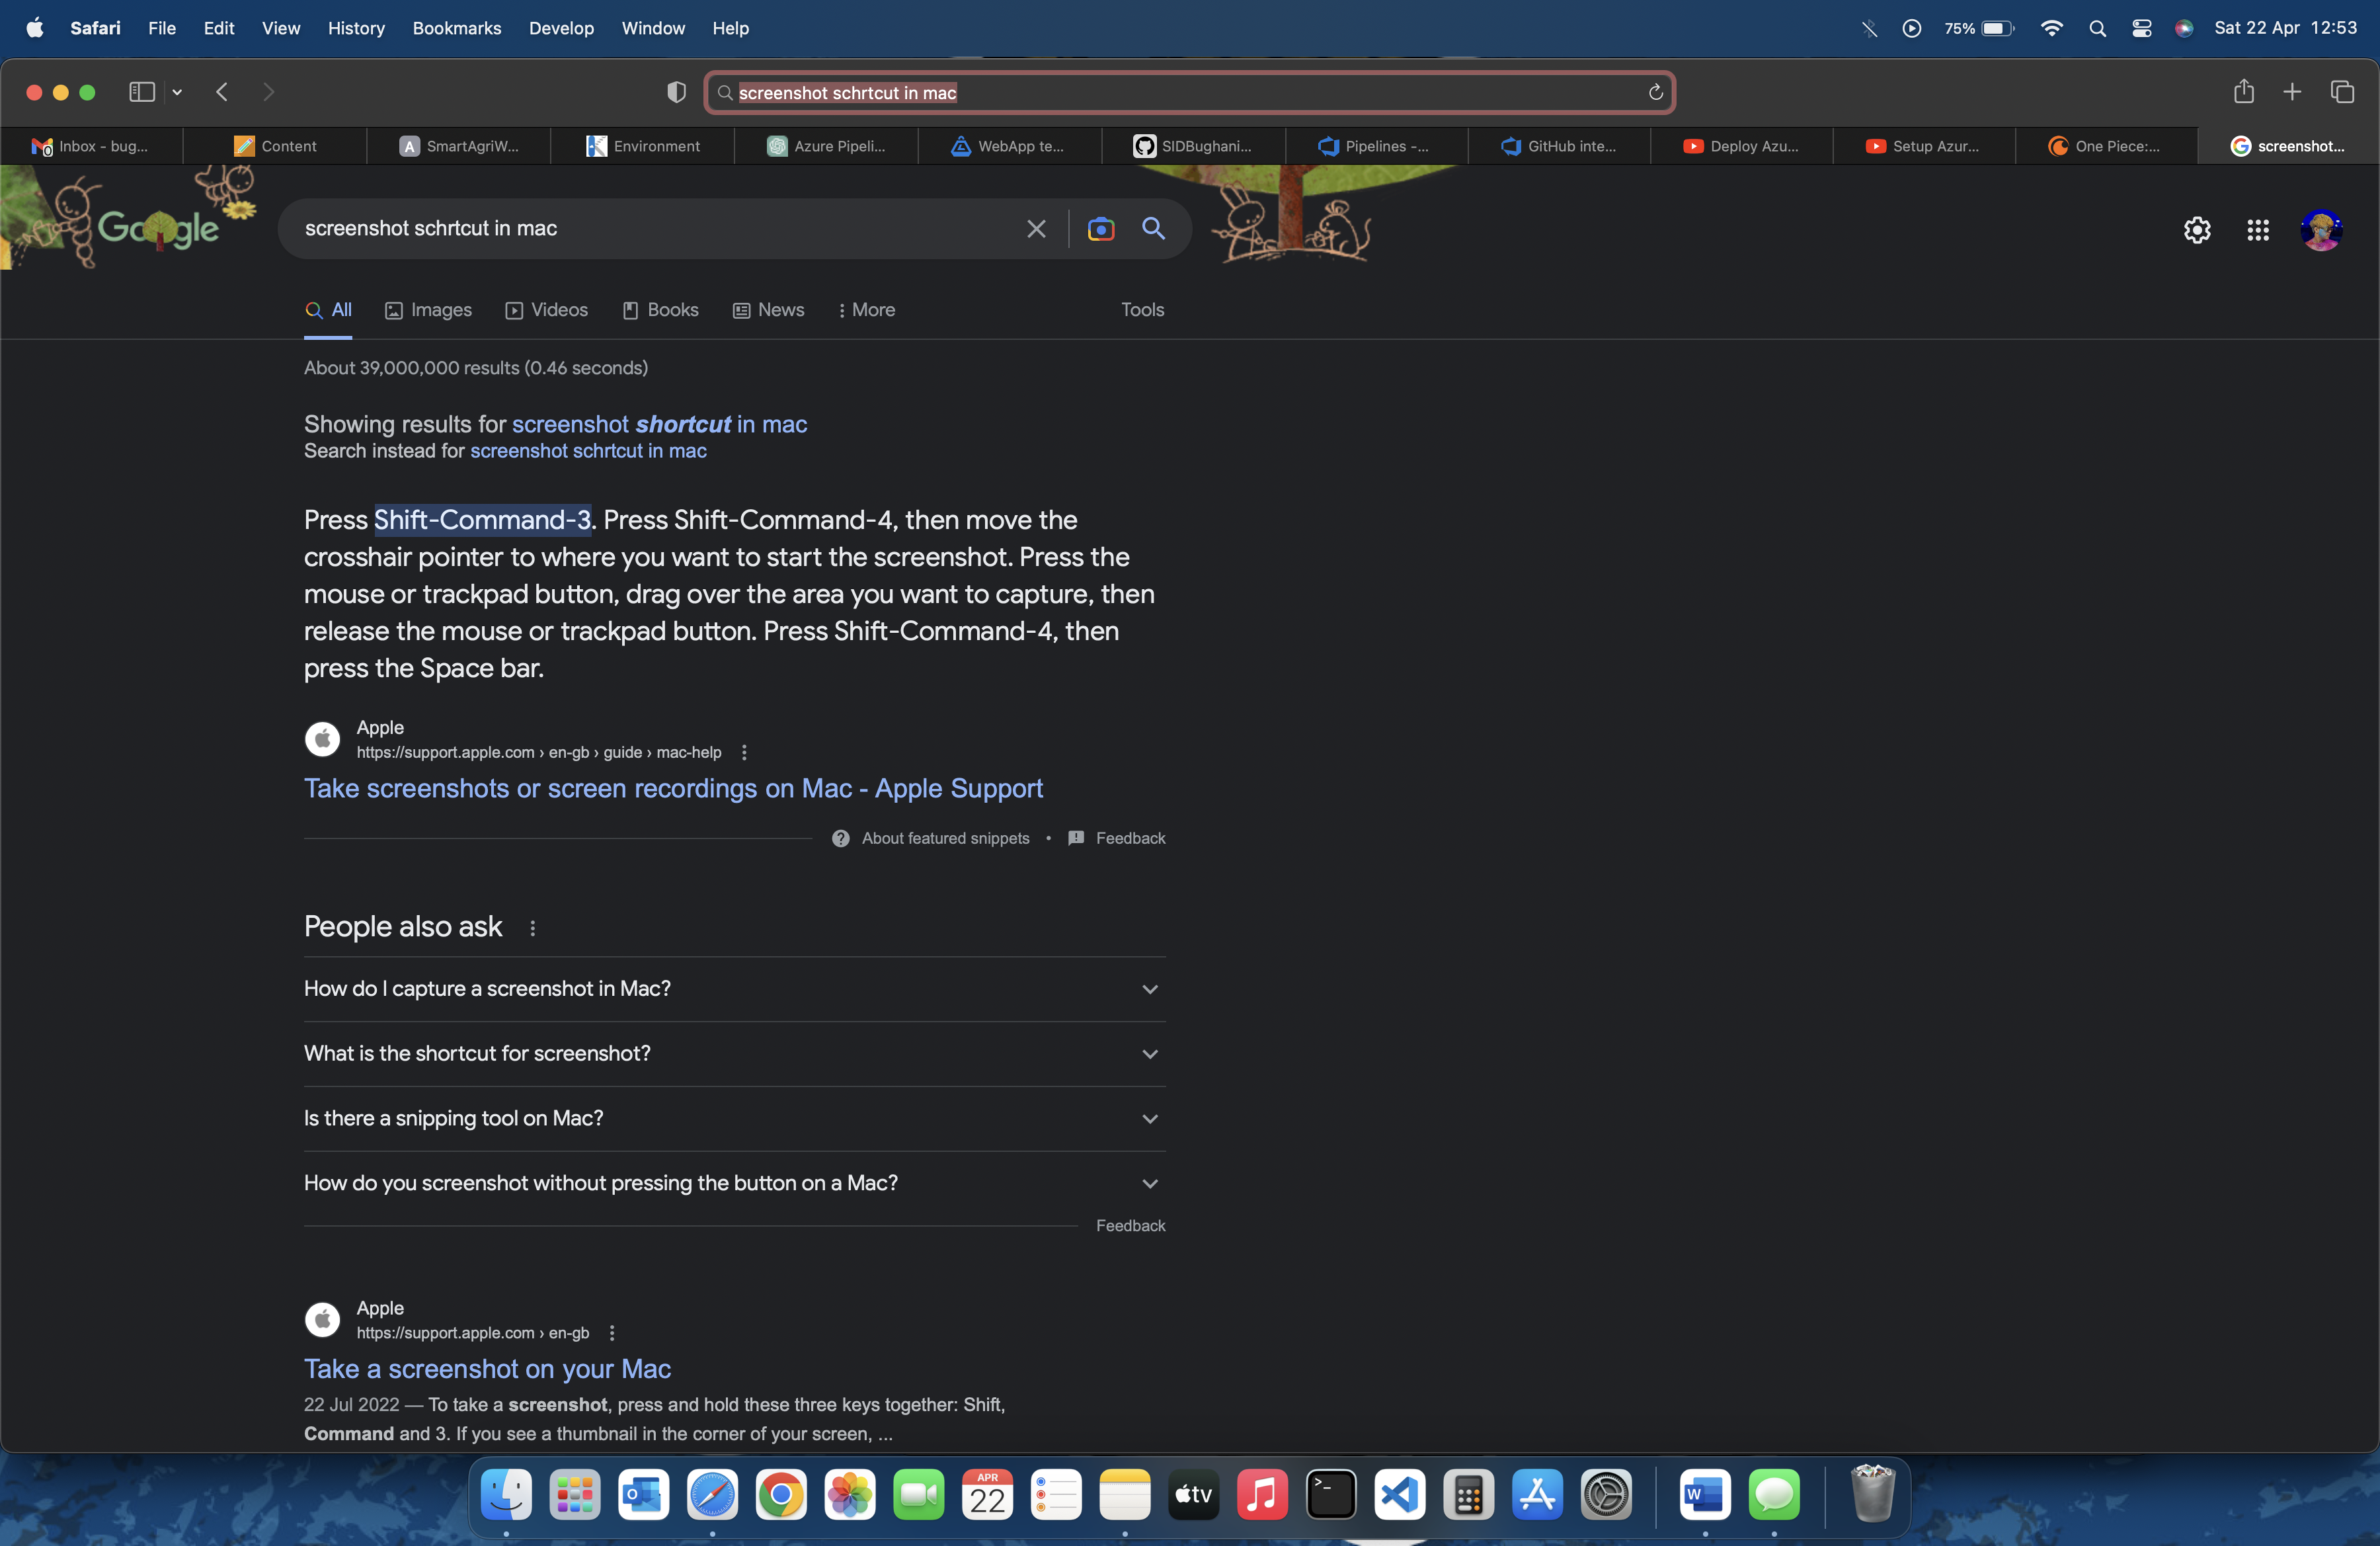 Safari File Edit View History Bookmarks Develop Window Help 75% Sat 22 Apr 12:53
screenshot schrtcut in mac
Inbox - bug... Content A SmartAgriW... Environment Azure Pipeli... WebApp te... SIDBughani... Pipelines -... GitHub inte... Deploy Azu... Setup Azur... One Piece:... screenshot...
Google screenshot schrtcut in mac
All Images Videos Books News More Tools
About 39,000,000 results (0.46 seconds)
Showing results for screenshot shortcut in mac
Search instead for screenshot schrtcut in mac
Press Shift-Command-3. Press Shift-Command-4, then move the
crosshair pointer to where you want to start the screenshot. Press the
mouse or trackpad button, drag over the area you want to capture, then
release the mouse or trackpad button. Press Shift-Command-4, then
press the Space bar.
Apple
https://support.apple.com › en-gb › guide › mac-help
Take screenshots or screen recordings on Mac - Apple Support
About featured snippets • Feedback
People also ask
How do I capture a screenshot in Mac?
What is the shortcut for screenshot?
Is there a snipping tool on Mac?
How do you screenshot without pressing the button on a Mac?
Feedback
Apple
https://support.apple.com › en-gb
Take a screenshot on your Mac
22 Jul 2022 — To take a screenshot, press and hold these three keys together: Shift,
Command and 3. If you see a thumbnail in the corner of your screen, ...
APR
22
tv